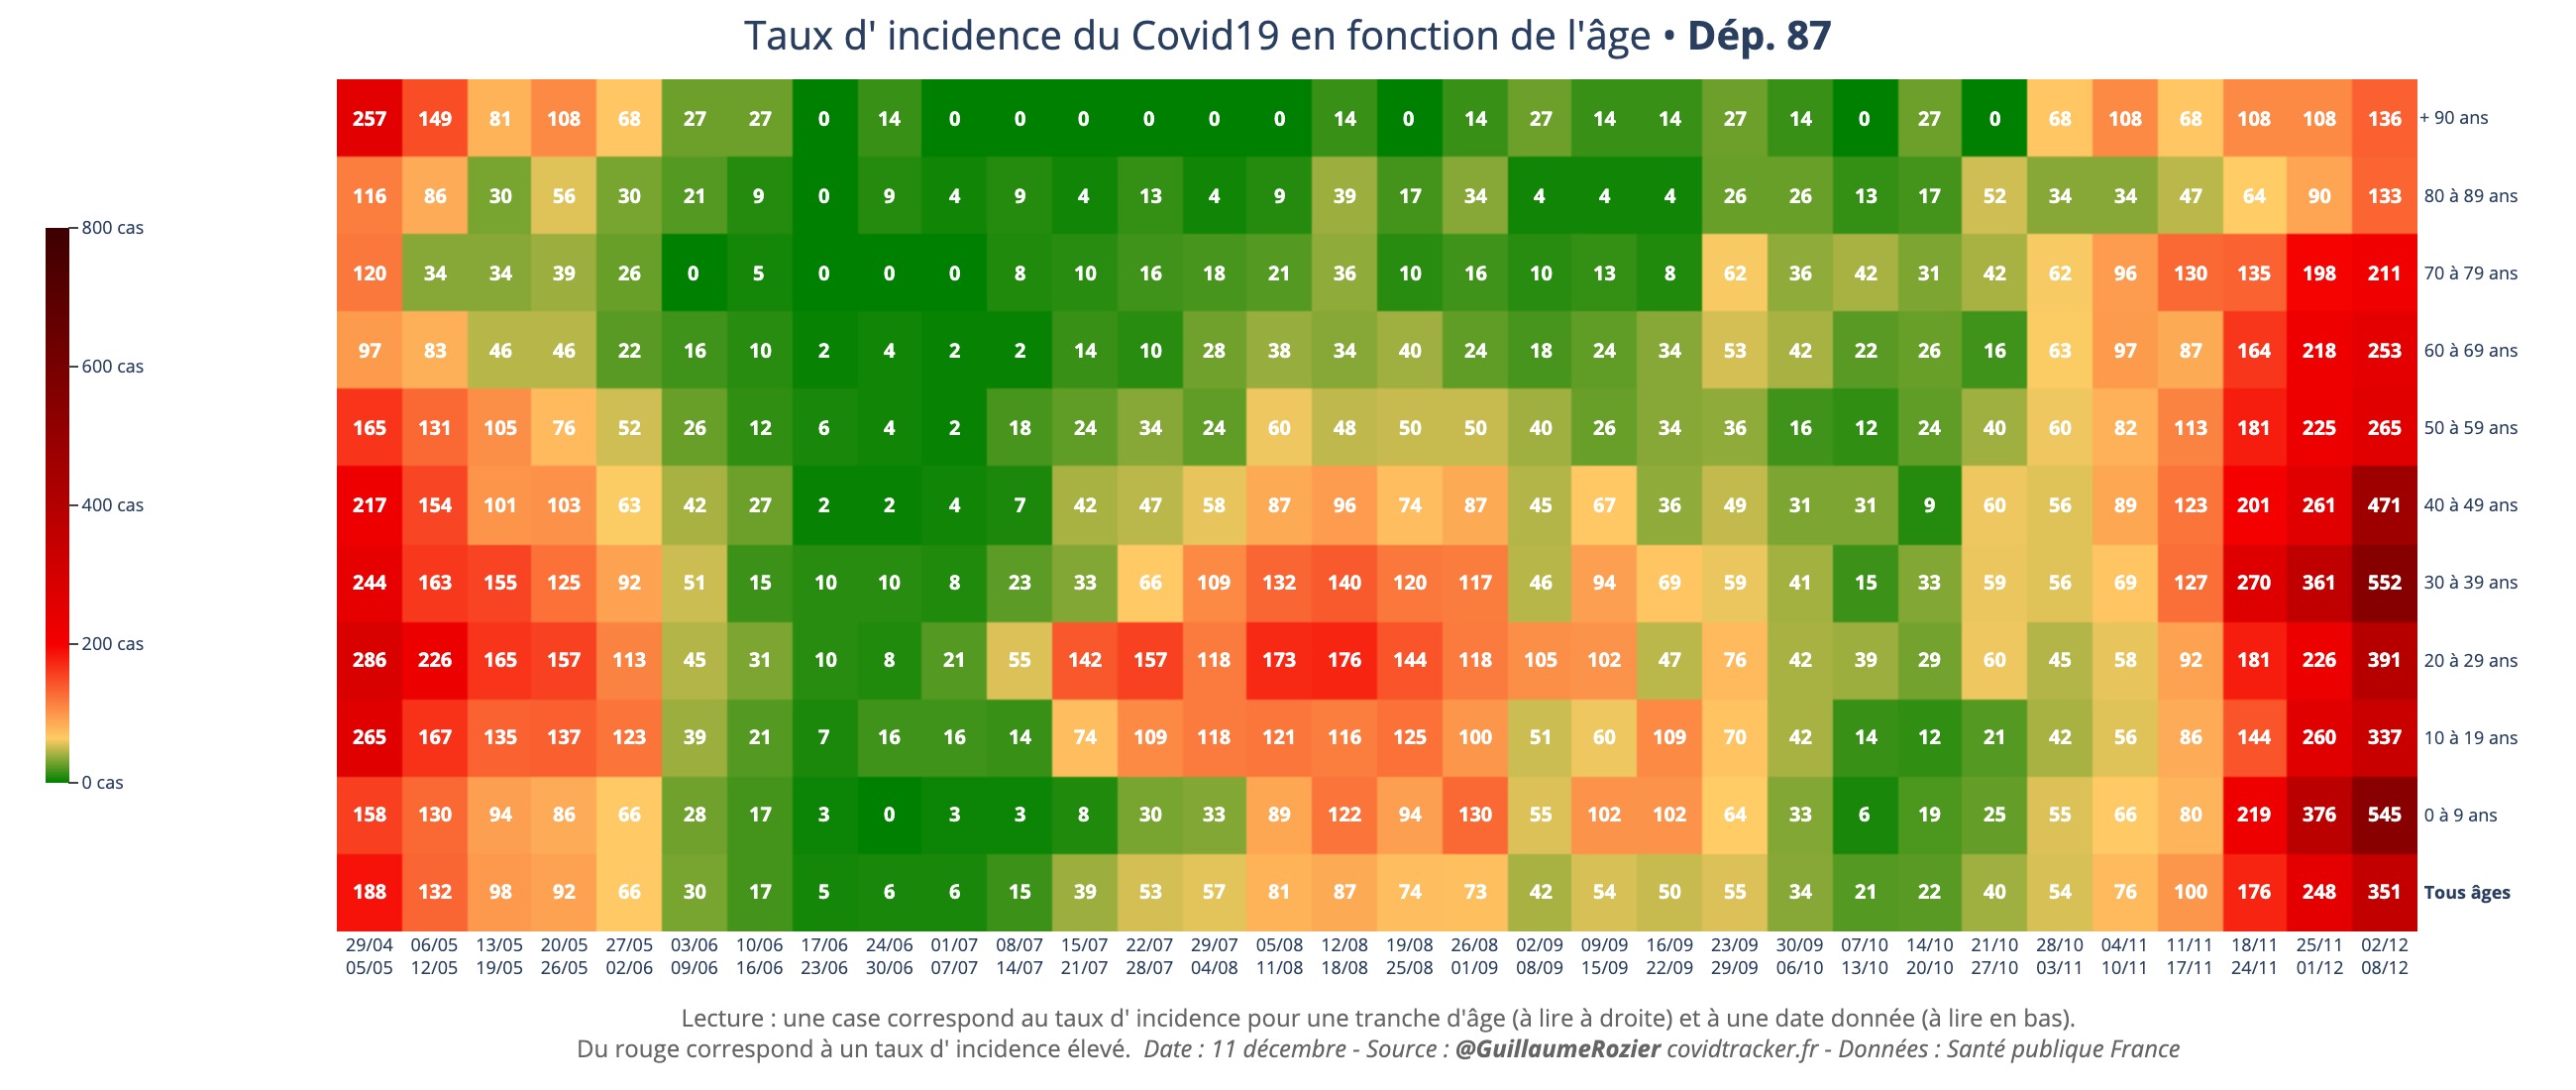 Taux d' incidence du Covid19 en fonction de l'âge • Dép. 87
800 cas
600 cas
400 cas
200 cas
0 cas
257 149 81 108 68 27 27 0 14 0 0 0 0 0 0 14 0 14 27 14 14 27 14 0 27 0 68 108 68 108 108 136 + 90 ans
116 86 30 56 30 21 9 0 9 4 9 4 13 4 9 39 17 34 4 4 4 26 26 13 17 52 34 34 47 64 90 133 80 à 89 ans
120 34 34 39 26 0 5 0 0 0 8 10 16 18 21 36 10 16 10 13 8 62 36 42 31 42 62 96 130 135 198 211 70 à 79 ans
97 83 46 46 22 16 10 2 4 2 2 14 10 28 38 34 40 24 18 24 34 53 42 22 26 16 63 97 87 164 218 253 60 à 69 ans
165 131 105 76 52 26 12 6 4 2 18 24 34 24 60 48 50 50 40 26 34 36 16 12 24 40 60 82 113 181 225 265 50 à 59 ans
217 154 101 103 63 42 27 2 2 4 7 42 47 58 87 96 74 87 45 67 36 49 31 31 9 60 56 89 123 201 261 471 40 à 49 ans
244 163 155 125 92 51 15 10 10 8 23 33 66 109 132 140 120 117 46 94 69 59 41 15 33 59 56 69 127 270 361 552 30 à 39 ans
286 226 165 157 113 45 31 10 8 21 55 142 157 118 173 176 144 118 105 102 47 76 42 39 29 60 45 58 92 181 226 391 20 à 29 ans
265 167 135 137 123 39 21 7 16 16 14 74 109 118 121 116 125 100 51 60 109 70 42 14 12 21 42 56 86 144 260 337 10 à 19 ans
158 130 94 86 66 28 17 3 0 3 3 8 30 33 89 122 94 130 55 102 102 64 33 6 19 25 55 66 80 219 376 545 0 à 9 ans
188 132 98 92 66 30 17 5 6 6 15 39 53 57 81 87 74 73 42 54 50 55 34 21 22 40 54 76 100 176 248 351 Tous âges
29/04 06/05 13/05 20/05 27/05 03/06 10/06 17/06 24/06 01/07 08/07 15/07 22/07 29/07 05/08 12/08 19/08 26/08 02/09 09/09 16/09 23/09 30/09 07/10 14/10 21/10 28/10 04/11 11/11 18/11 25/11 02/12
05/05 12/05 19/05 26/05 02/06 09/06 16/06 23/06 30/06 07/07 14/07 21/07 28/07 04/08 11/08 18/08 25/08 01/09 08/09 15/09 22/09 29/09 06/10 13/10 20/10 27/10 03/11 10/11 17/11 24/11 01/12 08/12
Lecture : une case correspond au taux d' incidence pour une tranche d'âge (à lire à droite) et à une date donnée (à lire en bas).
Du rouge correspond à un taux d' incidence élevé. Date : 11 décembre - Source : @GuillaumeRozier covidtracker.fr - Données : Santé publique France